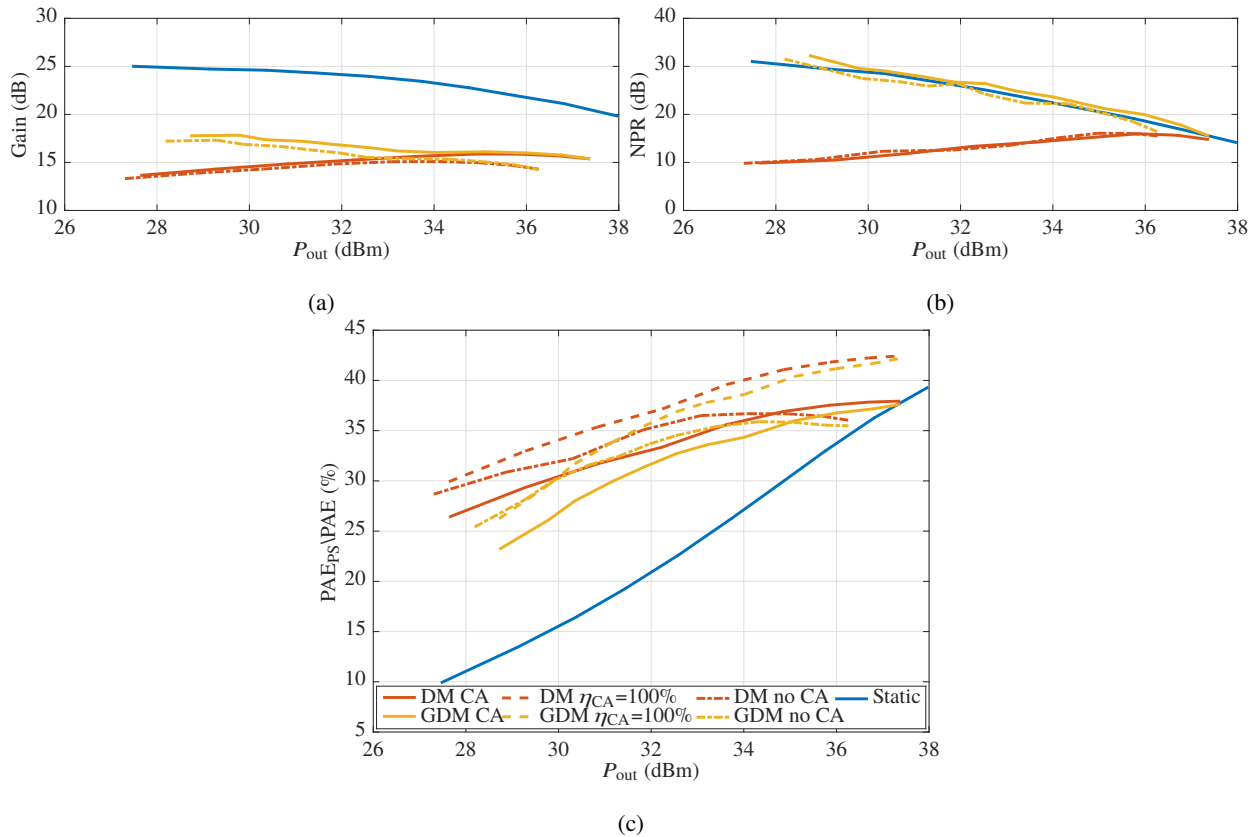 30
25
20
15
10
Gain (dB)
26 28 30 32 34 36 38
P_out (dBm)
(a)
40
30
20
10
0
NPR (dB)
26 28 30 32 34 36 38
P_out (dBm)
(b)
45
40
35
30
25
20
15
10
5
PAE_PS\PAE (%)
DM CA DM η_CA=100% DM no CA Static
GDM CA GDM η_CA=100% GDM no CA
26 28 30 32 34 36 38
P_out (dBm)
(c)